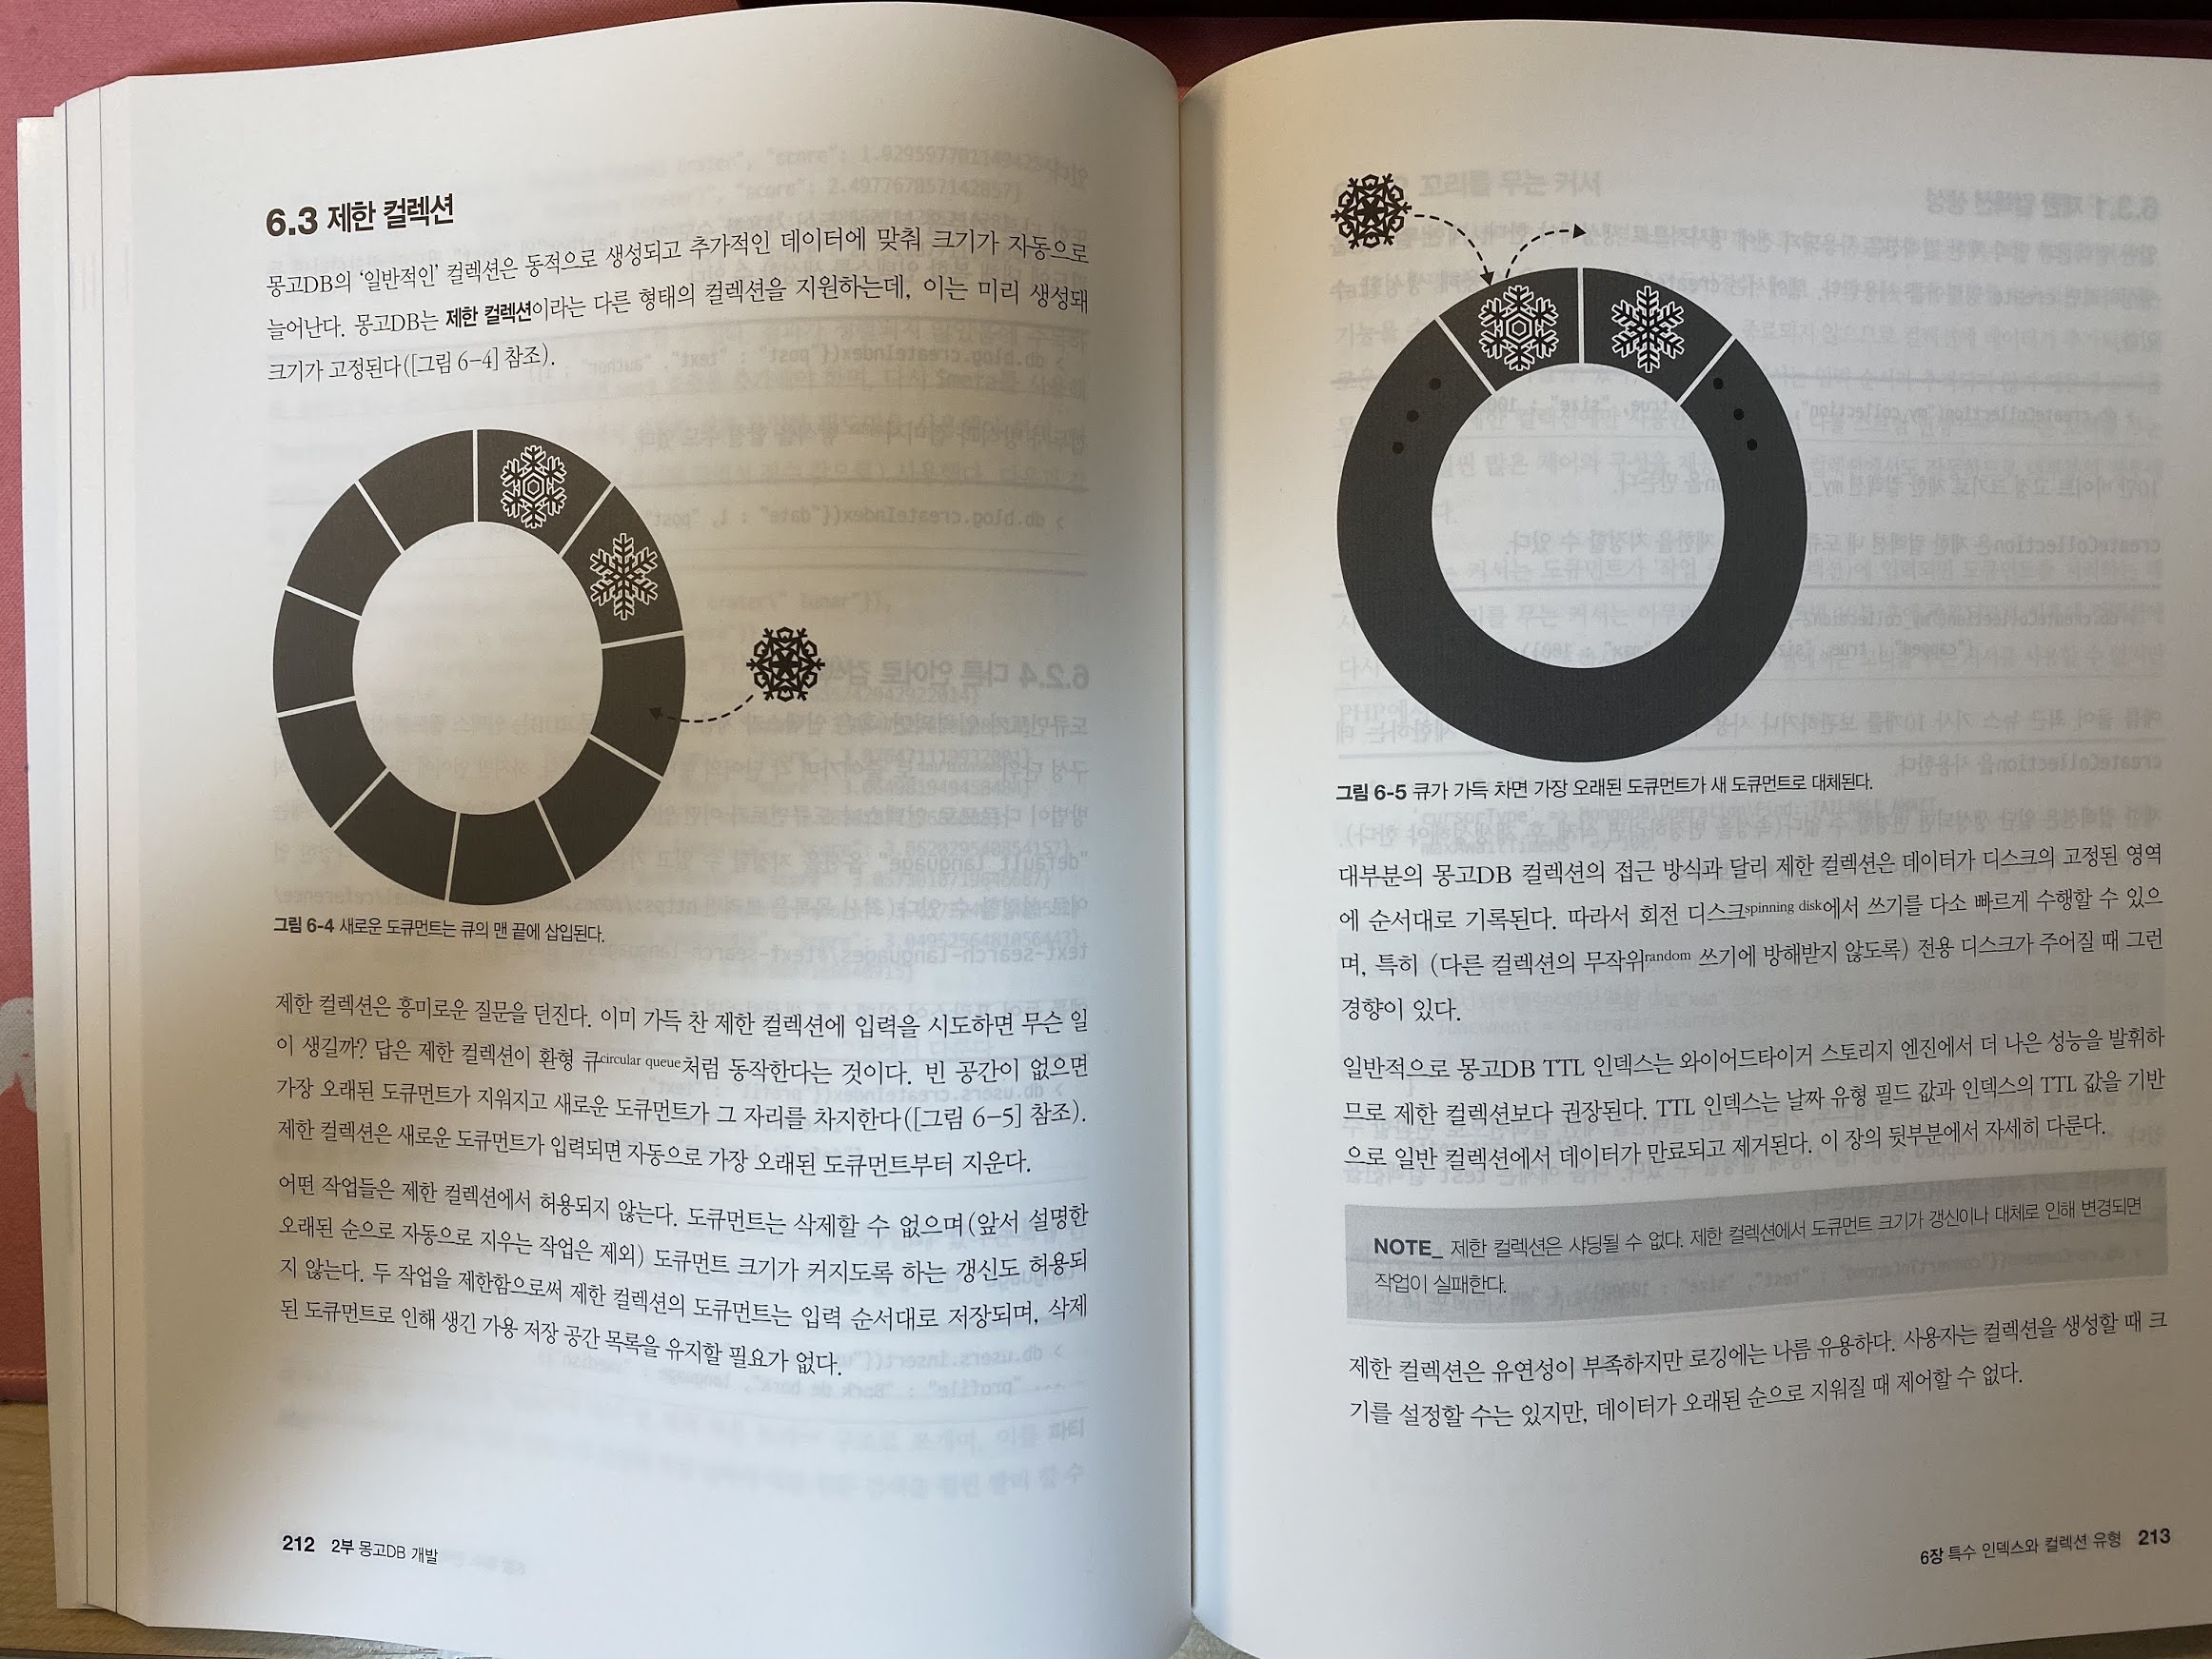 6.3 제한 컬렉션
몽고DB의 ‘일반적인’ 컬렉션은 동적으로 생성되고 추가적인 데이터에 맞춰 크기가 자동으로
늘어난다. 몽고DB는 제한 컬렉션이라는 다른 형태의 컬렉션을 지원하는데, 이는 미리 생성돼
크기가 고정된다([그림 6-4] 참조).
그림 6-4 새로운 도큐먼트는 큐의 맨 끝에 삽입된다.
제한 컬렉션은 흥미로운 질문을 던진다. 이미 가득 찬 제한 컬렉션에 입력을 시도하면 무슨 일
이 생길까? 답은 제한 컬렉션이 환형 큐circular queue처럼 동작한다는 것이다. 빈 공간이 없으면
가장 오래된 도큐먼트가 지워지고 새로운 도큐먼트가 그 자리를 차지한다([그림 6-5] 참조).
제한 컬렉션은 새로운 도큐먼트가 입력되면 자동으로 가장 오래된 도큐먼트부터 지운다.
어떤 작업들은 제한 컬렉션에서 허용되지 않는다. 도큐먼트는 삭제할 수 없으며(앞서 설명한
오래된 순으로 자동으로 지우는 작업은 제외) 도큐먼트 크기가 커지도록 하는 갱신도 허용되
지 않는다. 두 작업을 제한함으로써 제한 컬렉션의 도큐먼트는 입력 순서대로 저장되며, 삭제
된 도큐먼트로 인해 생긴 가용 저장 공간 목록을 유지할 필요가 없다.
212 2부 몽고DB 개발
그림 6-5 큐가 가득 차면 가장 오래된 도큐먼트가 새 도큐먼트로 대체된다.
대부분의 몽고DB 컬렉션의 접근 방식과 달리 제한 컬렉션은 데이터가 디스크의 고정된 영역
에 순서대로 기록된다. 따라서 회전 디스크spinning disk에서 쓰기를 다소 빠르게 수행할 수 있으
며, 특히 (다른 컬렉션의 무작위random 쓰기에 방해받지 않도록) 전용 디스크가 주어질 때 그런
경향이 있다.
일반적으로 몽고DB TTL 인덱스는 와이어드타이거 스토리지 엔진에서 더 나은 성능을 발휘하
므로 제한 컬렉션보다 권장된다. TTL 인덱스는 날짜 유형 필드 값과 인덱스의 TTL 값을 기반
으로 일반 컬렉션에서 데이터가 만료되고 제거된다. 이 장의 뒷부분에서 자세히 다룬다.
NOTE_ 제한 컬렉션은 샤딩될 수 없다. 제한 컬렉션에서 도큐먼트 크기가 갱신이나 대체로 인해 변경되면
작업이 실패한다.
제한 컬렉션은 유연성이 부족하지만 로깅에는 나름 유용하다. 사용자는 컬렉션을 생성할 때 크
기를 설정할 수는 있지만, 데이터가 오래된 순으로 지워질 때 제어할 수 없다.
6장 특수 인덱스와 컬렉션 유형 213